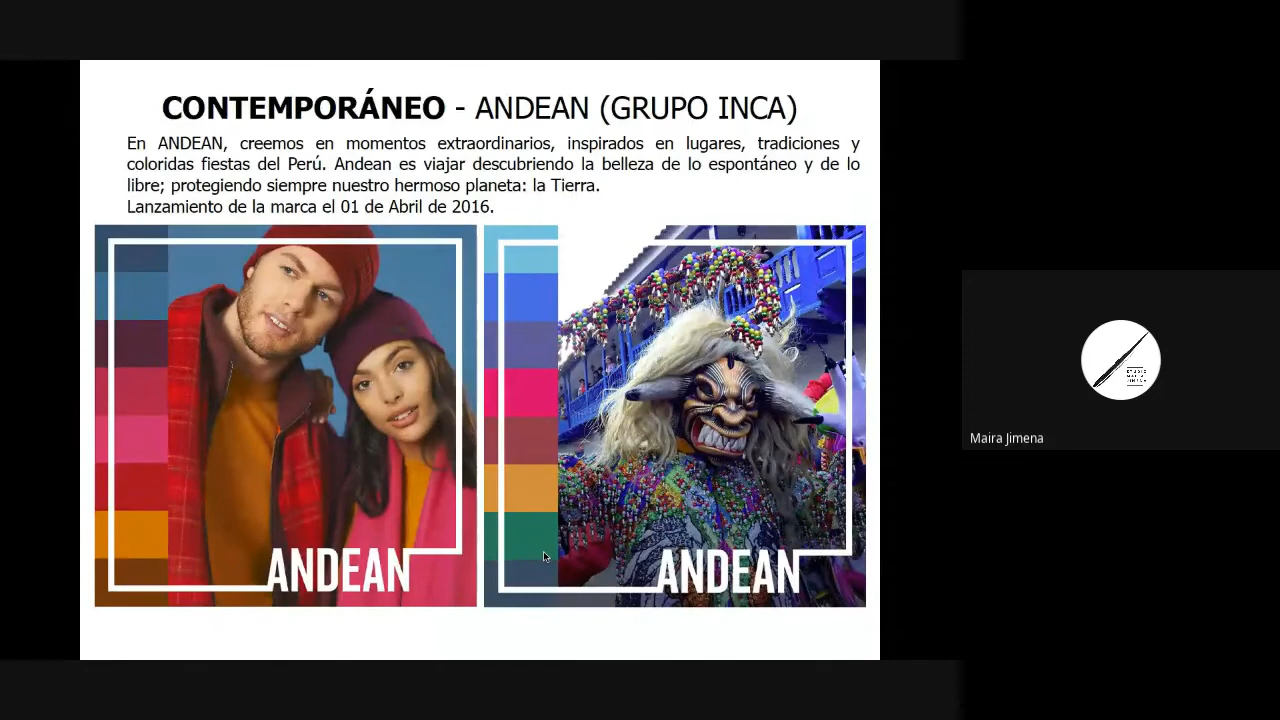 CONTEMPORÁNEO - ANDEAN (GRUPO INCA)
En ANDEAN, creemos en momentos extraordinarios, inspirados en lugares, tradiciones y
coloridas fiestas del Perú. Andean es viajar descubriendo la belleza de lo espontáneo y de lo
libre; protegiendo siempre nuestro hermoso planeta: la Tierra.
Lanzamiento de la marca el 01 de Abril de 2016.
ANDEAN
ANDEAN
Maira Jimena